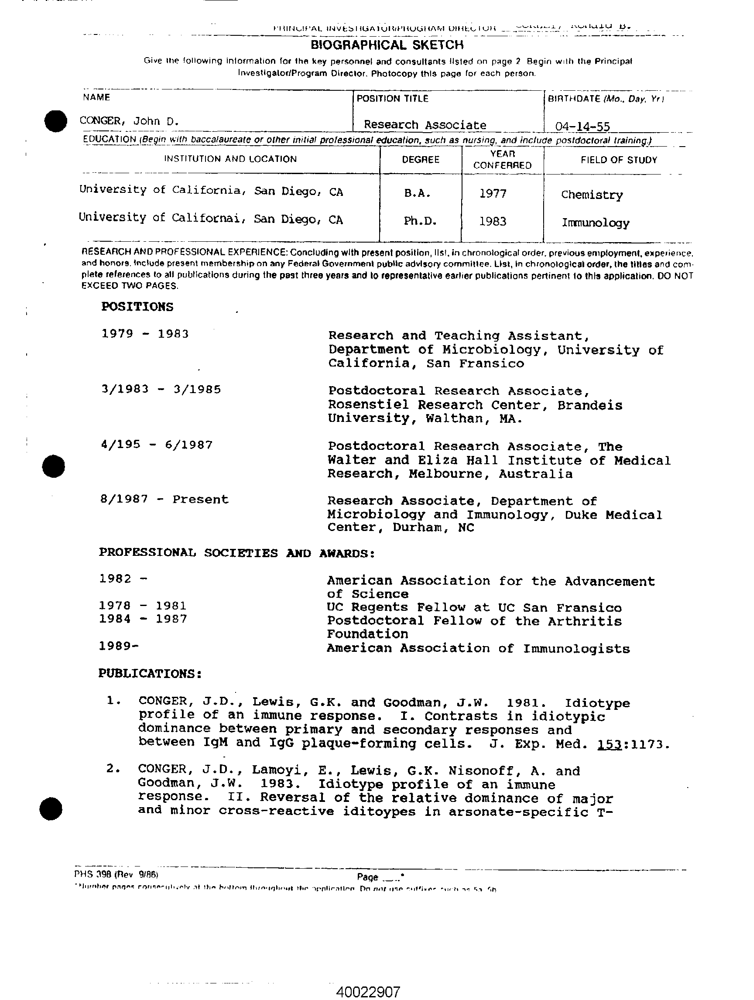 PRINCIPAL INVESTIGATOR/PROGRAM DIRECTOR Ronald B.
BIOGRAPHICAL SKETCH
Give the following information for the key personnel and consultants listed on page 2. Begin with the Principal
Investigator/Program Director. Photocopy this page for each person.
NAME POSITION TITLE BIRTHDATE (Mo., Day, Yr)
CONGER, John D. Research Associate 04-14-55
EDUCATION (Begin with baccalaureate or other initial professional education, such as nursing, and include postdoctoral training.)
INSTITUTION AND LOCATION DEGREE YEAR CONFERRED FIELD OF STUDY
University of California, San Diego, CA B.A. 1977 Chemistry
University of Californai, San Diego, CA Ph.D. 1983 Immunology
RESEARCH AND PROFESSIONAL EXPERIENCE: Concluding with present position, list, in chronological order, previous employment, experience,
and honors. Include present membership on any Federal Government public advisory committee. List, in chronological order, the titles and com-
plete references to all publications during the past three years and to representative earlier publications pertinent to this application. DO NOT
EXCEED TWO PAGES.
POSITIONS
1979 - 1983 Research and Teaching Assistant,
Department of Microbiology, University of
California, San Fransico
3/1983 - 3/1985 Postdoctoral Research Associate,
Rosenstiel Research Center, Brandeis
University, Walthan, MA.
4/195 - 6/1987 Postdoctoral Research Associate, The
Walter and Eliza Hall Institute of Medical
Research, Melbourne, Australia
8/1987 - Present Research Associate, Department of
Microbiology and Immunology, Duke Medical
Center, Durham, NC
PROFESSIONAL SOCIETIES AND AWARDS:
1982 - American Association for the Advancement
of Science
1978 - 1981 UC Regents Fellow at UC San Fransico
1984 - 1987 Postdoctoral Fellow of the Arthritis
Foundation
1989- American Association of Immunologists
PUBLICATIONS:
1. CONGER, J.D., Lewis, G.K. and Goodman, J.W. 1981. Idiotype
profile of an immune response. I. Contrasts in idiotypic
dominance between primary and secondary responses and
between IgM and IgG plaque-forming cells. J. Exp. Med. 153:1173.
2. CONGER, J.D., Lamoyi, E., Lewis, G.K. Nisonoff, A. and
Goodman, J.W. 1983. Idiotype profile of an immune
response. II. Reversal of the relative dominance of major
and minor cross-reactive iditoypes in arsonate-specific T-
PHS 398 (Rev. 9/86) Page ____*
*Number pages consecutively at the bottom throughout the application. Do not use suffixes such as 5a, 5b.
40022907